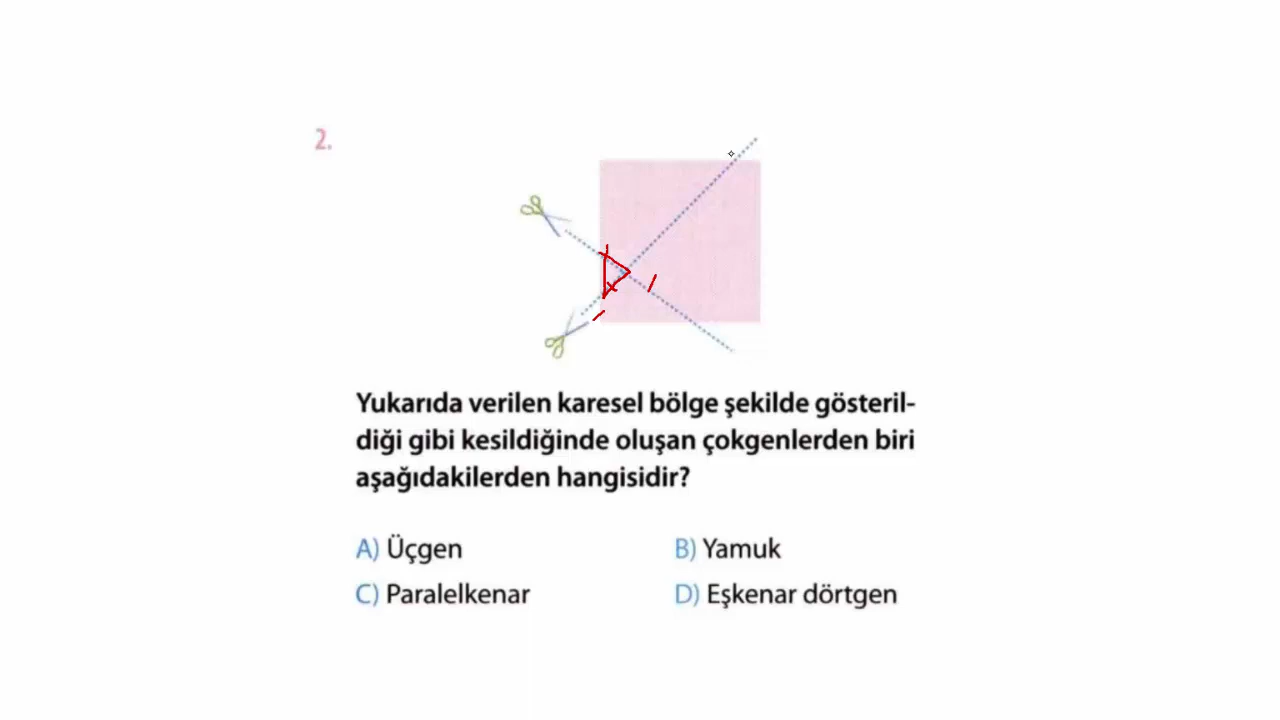 2.
Yukarıda verilen karesel bölge şekilde gösteril-
diği gibi kesildiğinde oluşan çokgenlerden biri
aşağıdakilerden hangisidir?
A) Üçgen
B) Yamuk
C) Paralelkenar
D) Eşkenar dörtgen